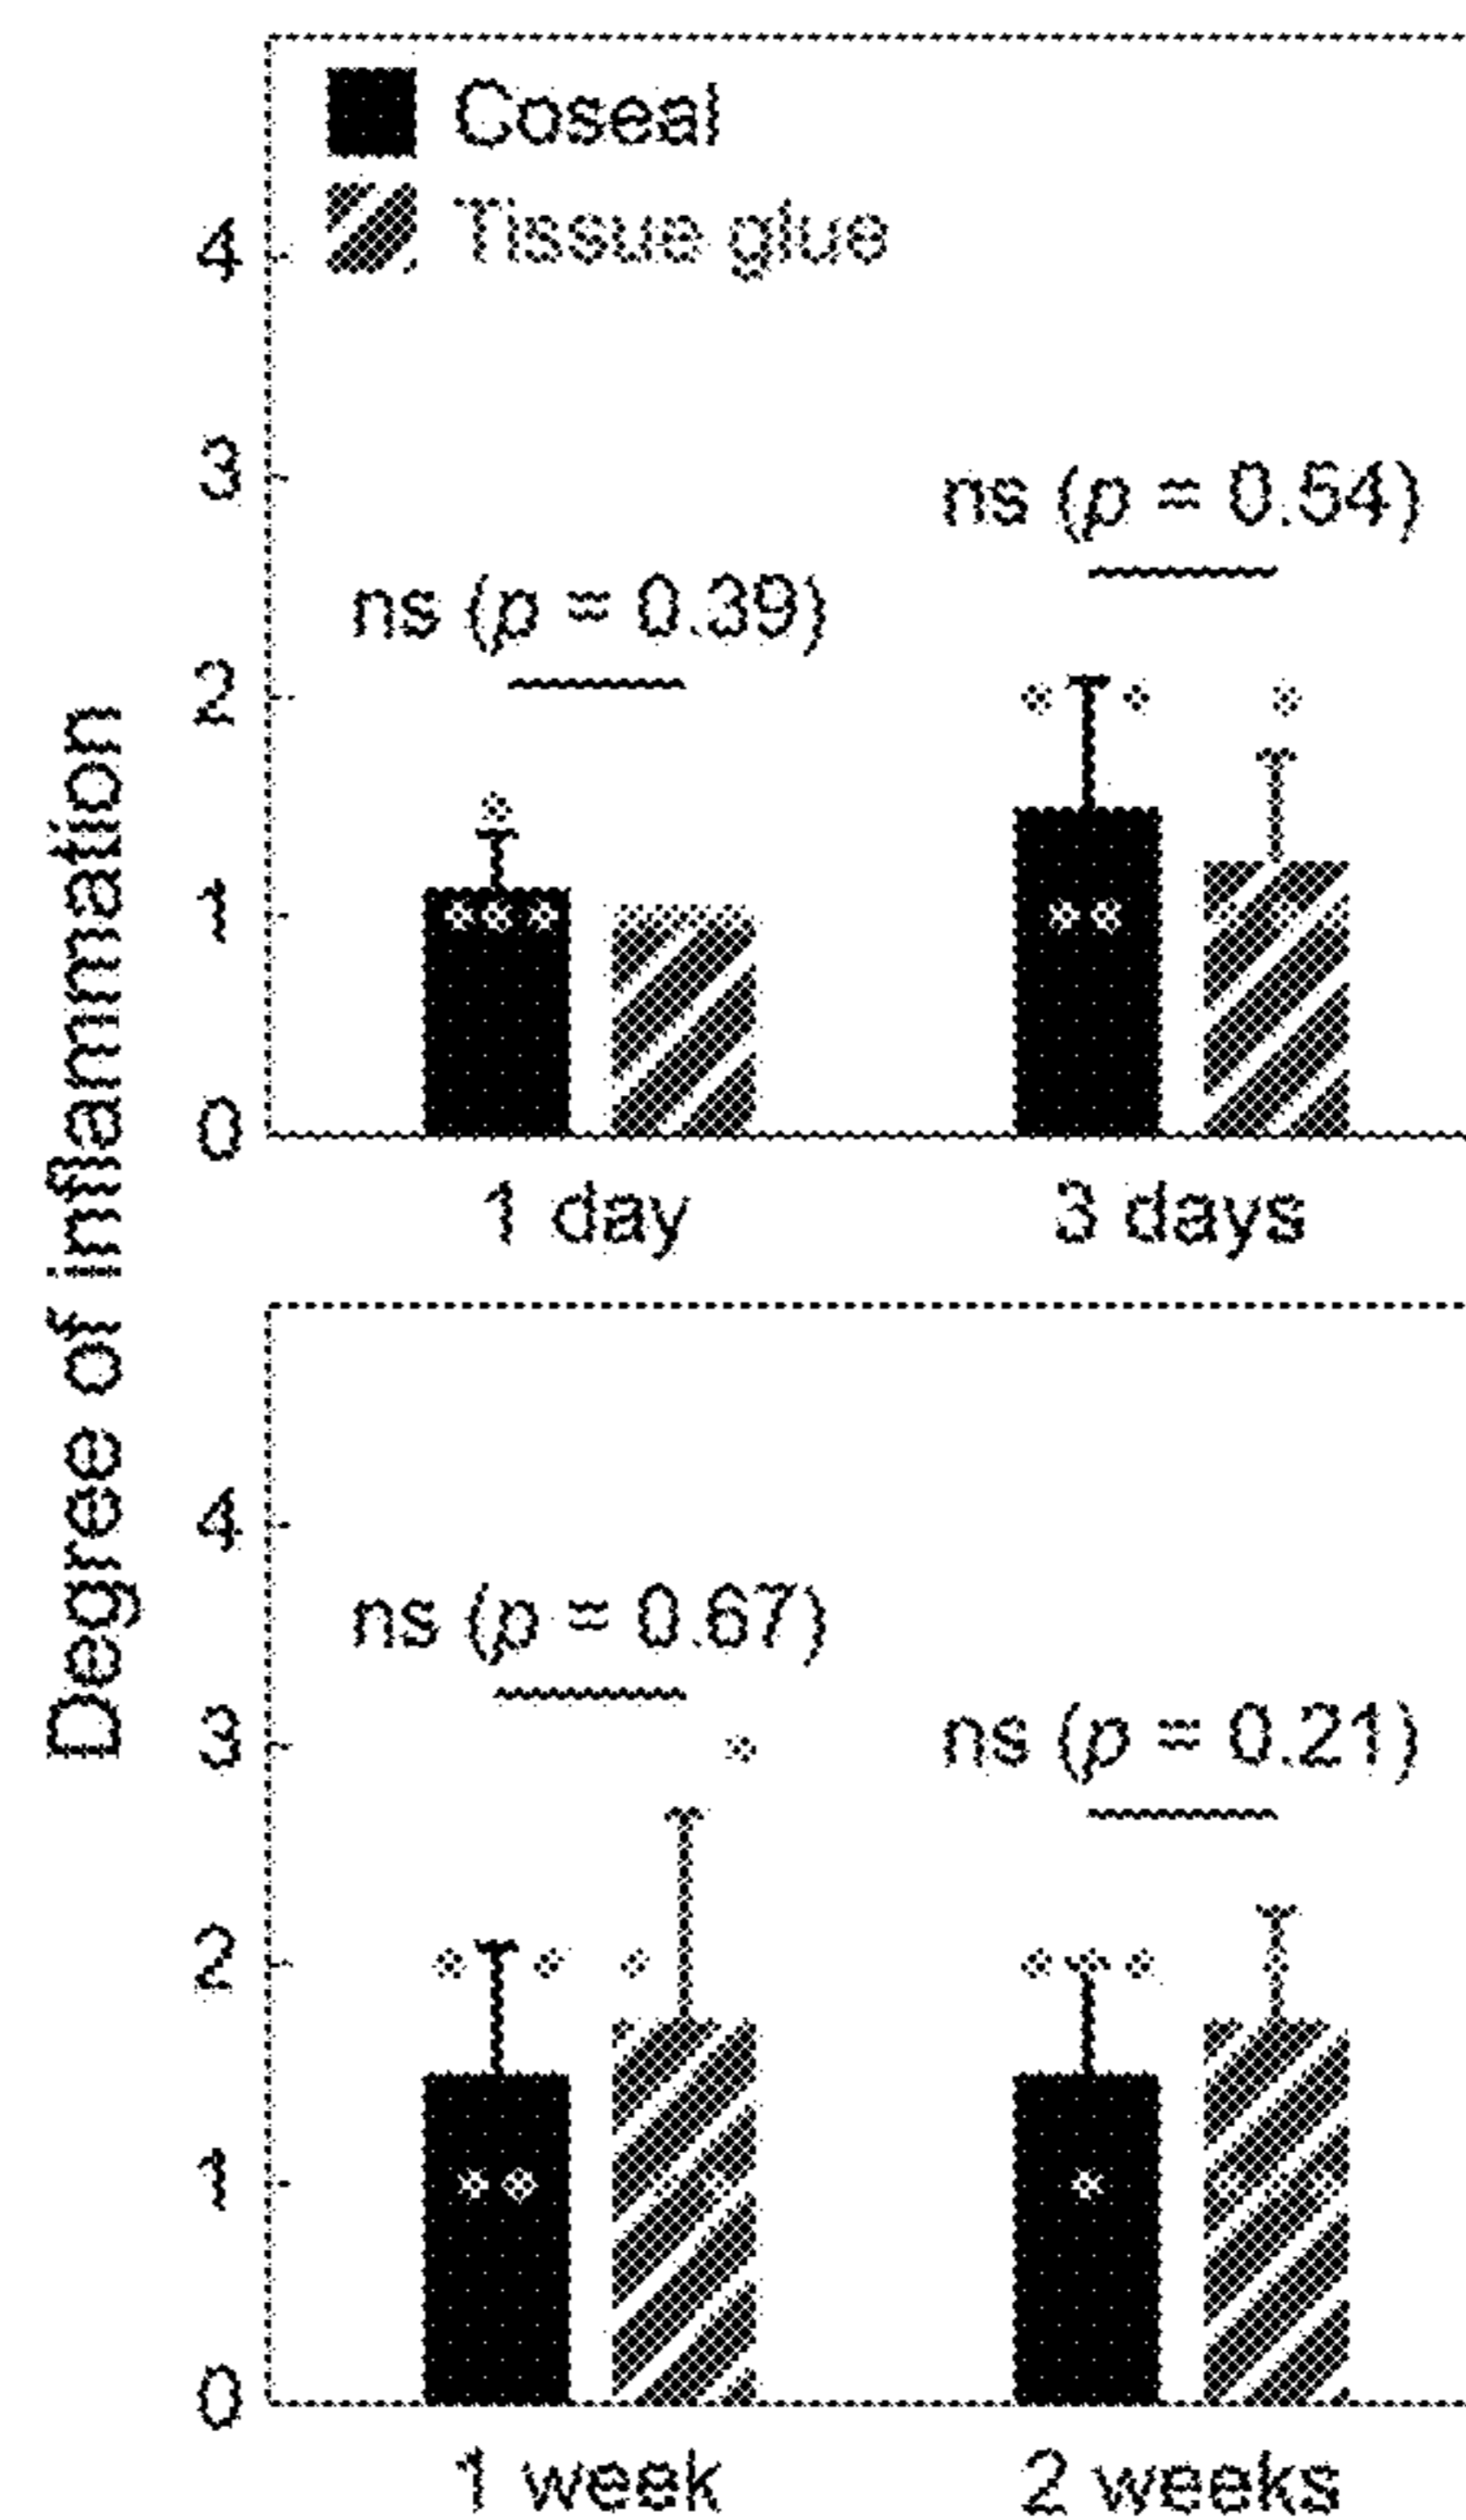 Coseal
Tissue glue
4
3
2
1
0
ns (p = 0.39)
ns (p = 0.54)
1 day
3 days
Degree of inflammation
4
3
2
1
0
ns (p = 0.67)
ns (p = 0.21)
1 week
2 weeks